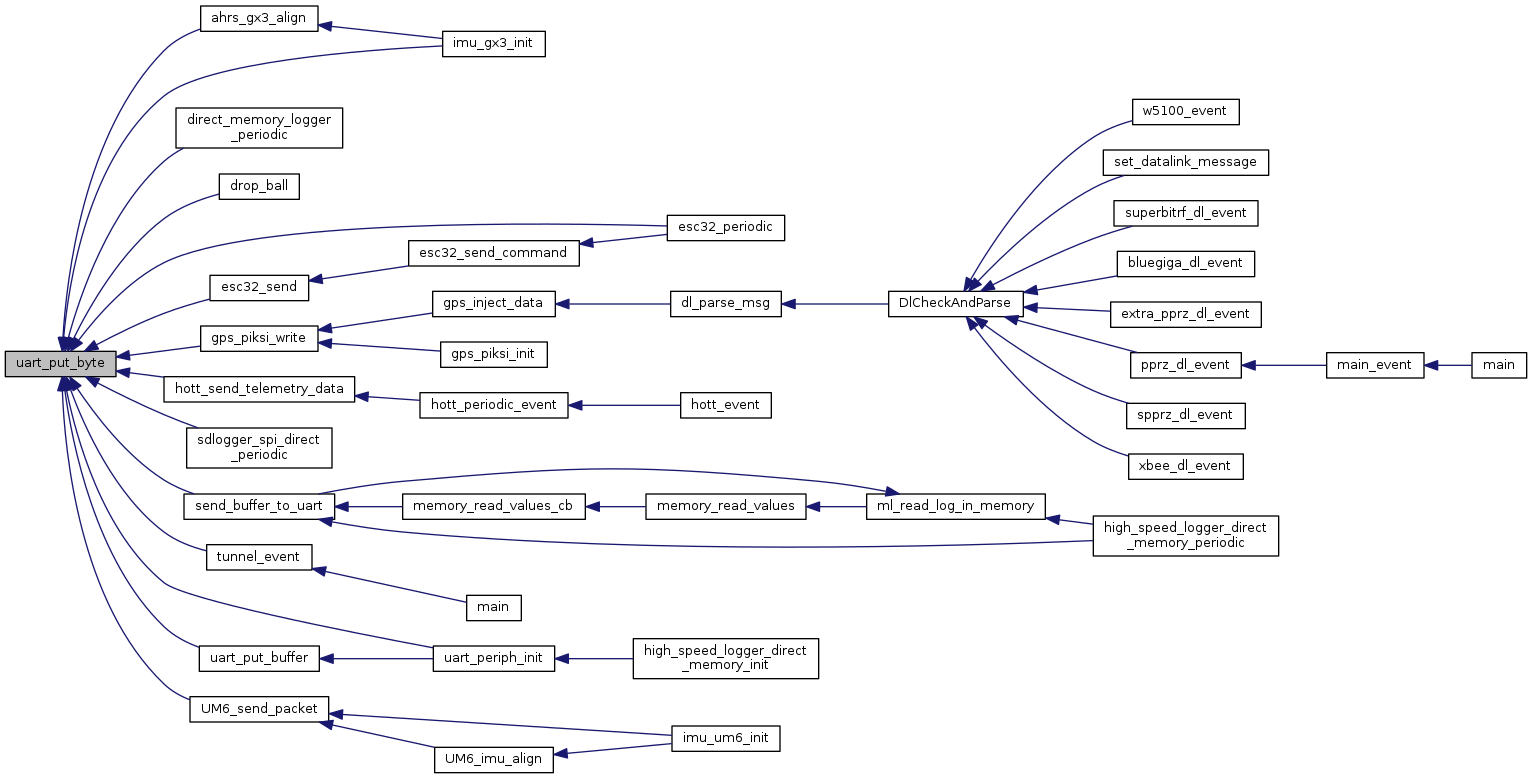 ahrs_gx3_align
imu_gx3_init
direct_memory_logger
_periodic
w5100_event
set_datalink_message
drop_ball
superbitrf_dl_event
esc32_periodic
esc32_send_command
bluegiga_dl_event
esc32_send
gps_inject_data
dl_parse_msg
DlCheckAndParse
extra_pprz_dl_event
gps_piksi_write
gps_piksi_init
uart_put_byte
pprz_dl_event
main_event
main
hott_send_telemetry_data
hott_periodic_event
hott_event
spprz_dl_event
sdlogger_spi_direct
_periodic
xbee_dl_event
send_buffer_to_uart
memory_read_values_cb
memory_read_values
ml_read_log_in_memory
high_speed_logger_direct
_memory_periodic
tunnel_event
main
uart_put_buffer
uart_periph_init
high_speed_logger_direct
_memory_init
UM6_send_packet
imu_um6_init
UM6_imu_align